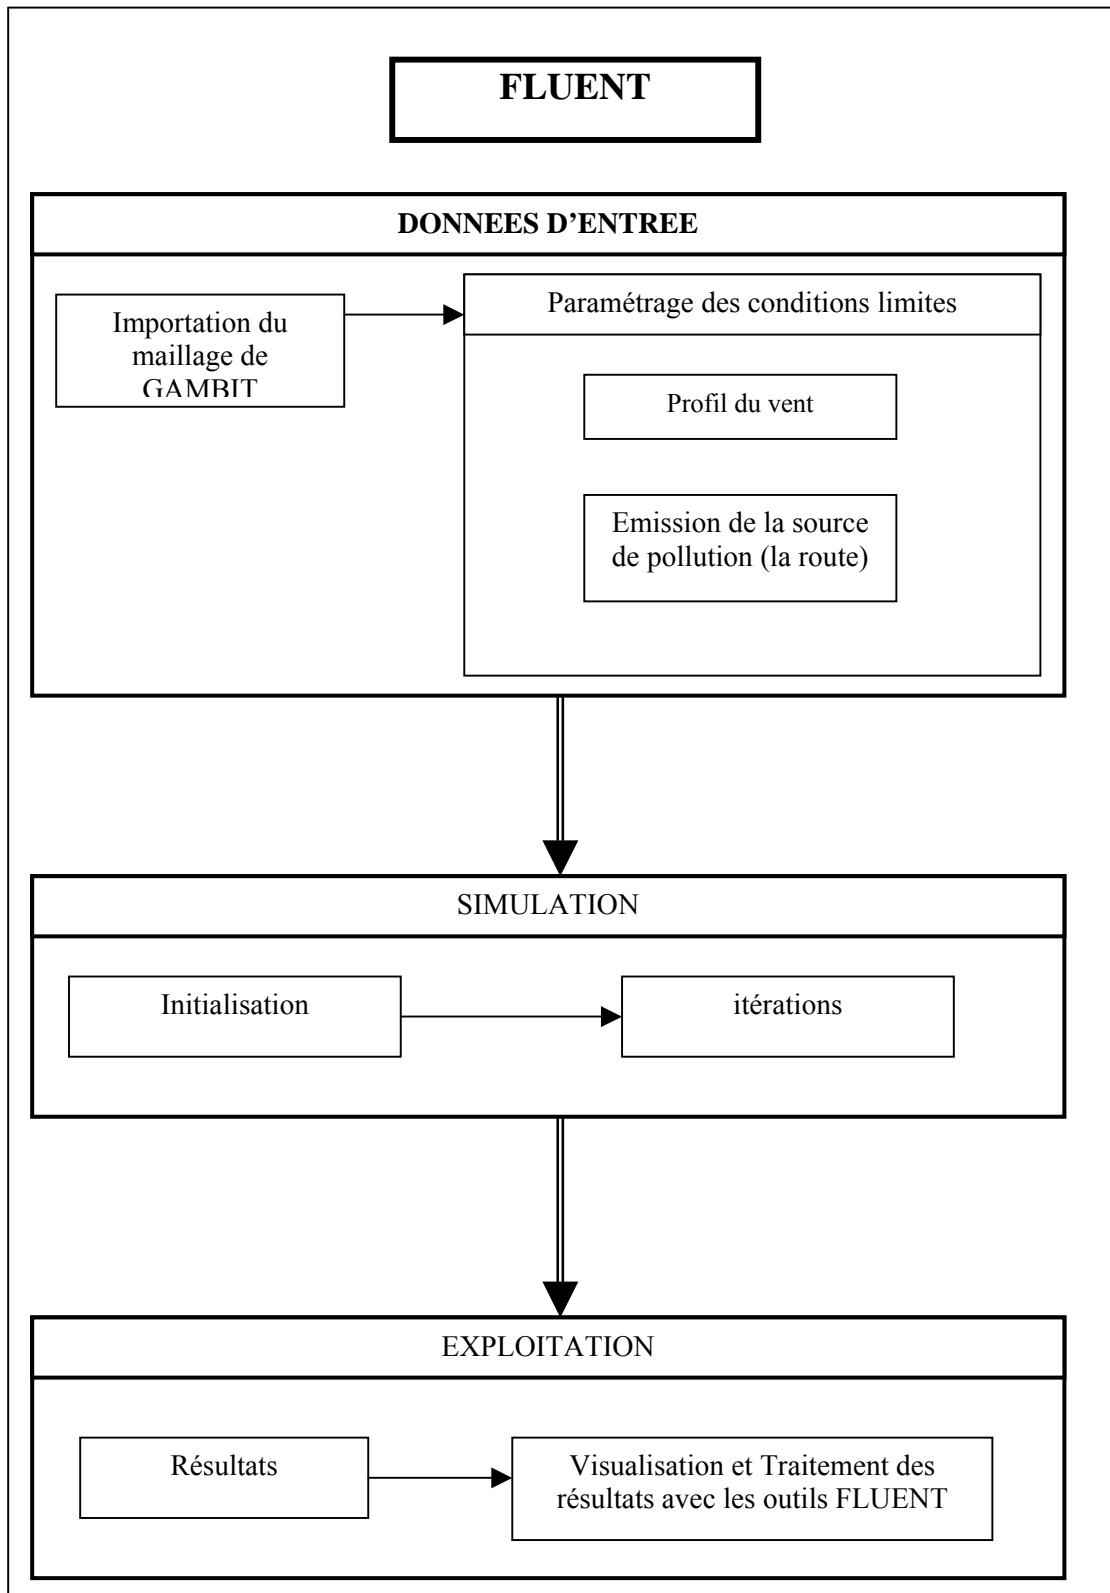 FLUENT
DONNEES D’ENTREE
Importation du
maillage de
GAMBIT
Paramétrage des conditions limites
Profil du vent
Emission de la source
de pollution (la route)
SIMULATION
Initialisation
itérations
EXPLOITATION
Résultats
Visualisation et Traitement des
résultats avec les outils FLUENT